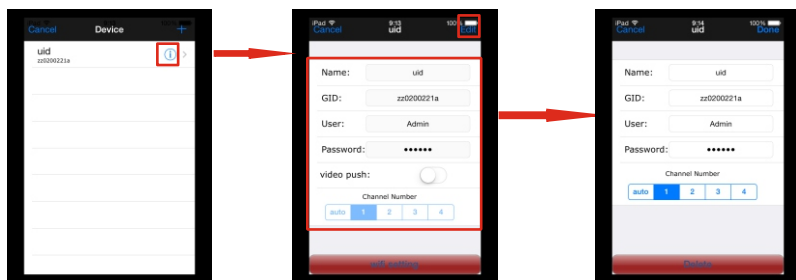 Cancel Device +
uid
zz0200221a
iPad 9:13 100%
Cancel uid Edit
Name: uid
GID: zz0200221a
User: Admin
Password: ••••••
video push:
Channel Number
auto 1 2 3 4
wifi setting
iPad 9:14 100%
Cancel uid Done
Name: uid
GID: zz0200221a
User: Admin
Password: ••••••
Channel Number
auto 1 2 3 4
Delete